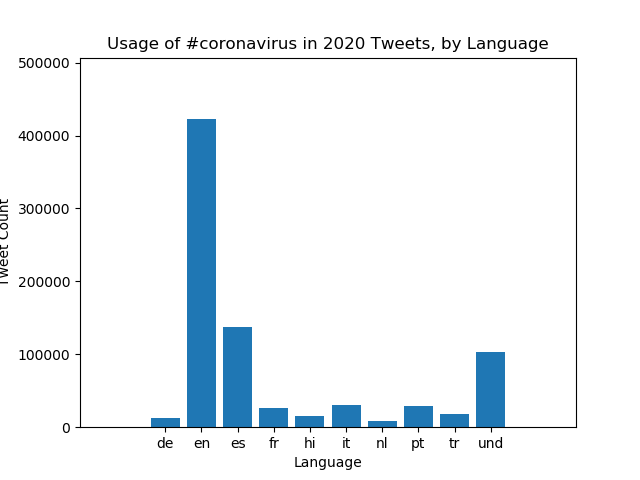 Usage of #coronavirus in 2020 Tweets, by Language
500000
400000
300000
200000
100000
0
Tweet Count
de en es fr hi it nl pt tr und
Language